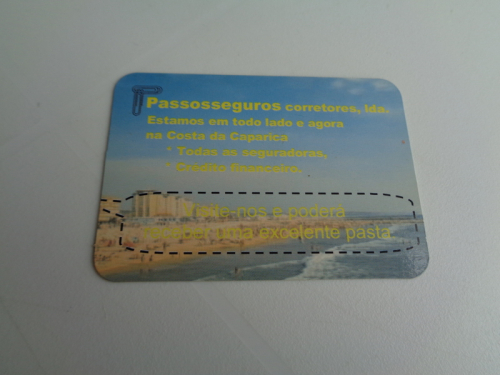 Passosseguros corretores, lda.
Estamos em todo lado e agora
na Costa da Caparica
* Todas as seguradoras,
* Crédito financeiro.
Visite-nos e poderá
receber uma excelente pasta.